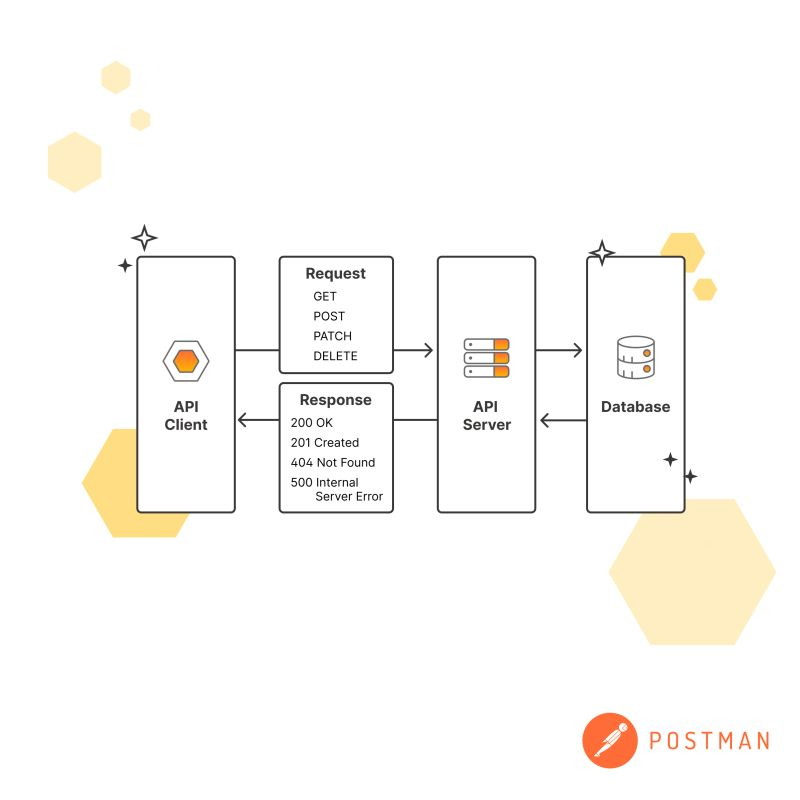 Request
GET
POST
PATCH
DELETE
Response
200 OK
201 Created
404 Not Found
500 Internal
Server Error
API
Client
API
Server
Database
POSTMAN